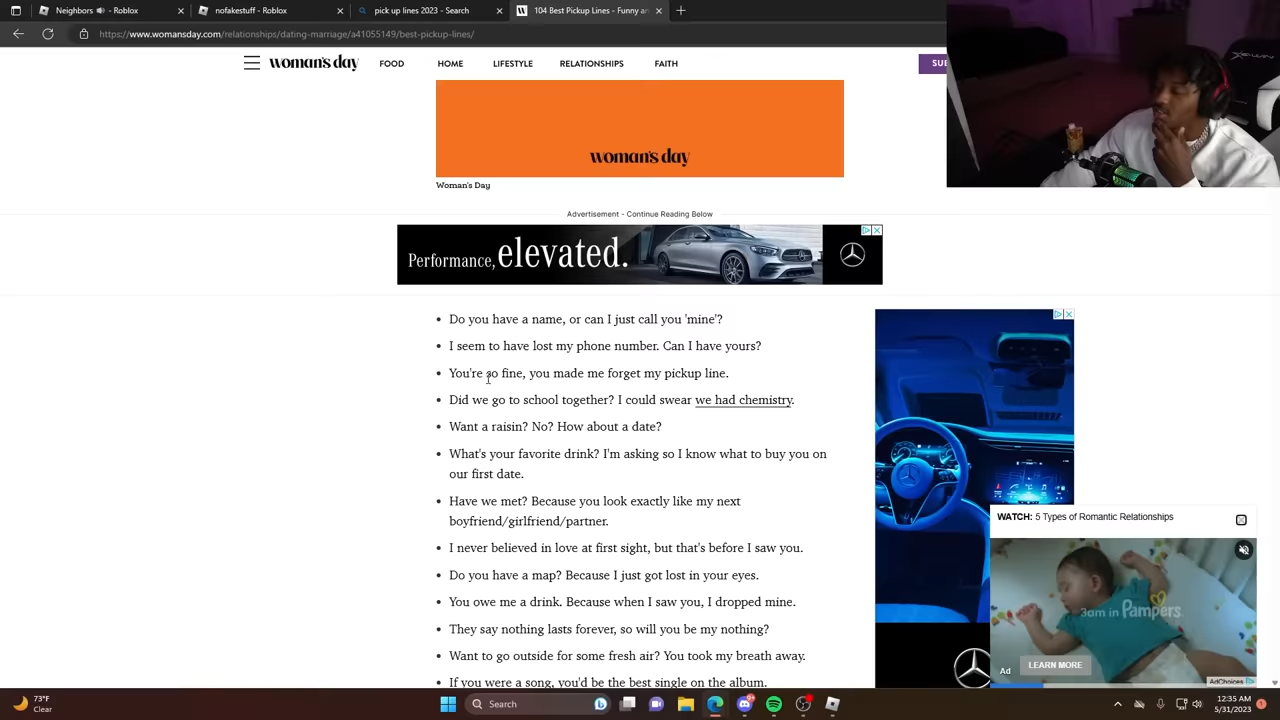 Neighbors - Roblox
nofakestuff - Roblox
pick up lines 2023 - Search
104 Best Pickup Lines - Funny an
https://www.womansday.com/relationships/dating-marriage/a41055149/best-pickup-lines/
woman's day
FOOD
HOME
LIFESTYLE
RELATIONSHIPS
FAITH
woman's day
Woman's Day
Advertisement - Continue Reading Below
Performance, elevated.
Do you have a name, or can I just call you 'mine'?
I seem to have lost my phone number. Can I have yours?
You're so fine, you made me forget my pickup line.
Did we go to school together? I could swear we had chemistry.
Want a raisin? No? How about a date?
What's your favorite drink? I'm asking so I know what to buy you on
our first date.
Have we met? Because you look exactly like my next
boyfriend/girlfriend/partner.
I never believed in love at first sight, but that's before I saw you.
Do you have a map? Because I just got lost in your eyes.
You owe me a drink. Because when I saw you, I dropped mine.
They say nothing lasts forever, so will you be my nothing?
Want to go outside for some fresh air? You took my breath away.
If you were a song, you'd be the best single on the album.
WATCH: 5 Types of Romantic Relationships
3am in Pampers
Ad
LEARN MORE
AdChoices
73°F
Clear
Search
12:35 AM
5/31/2023